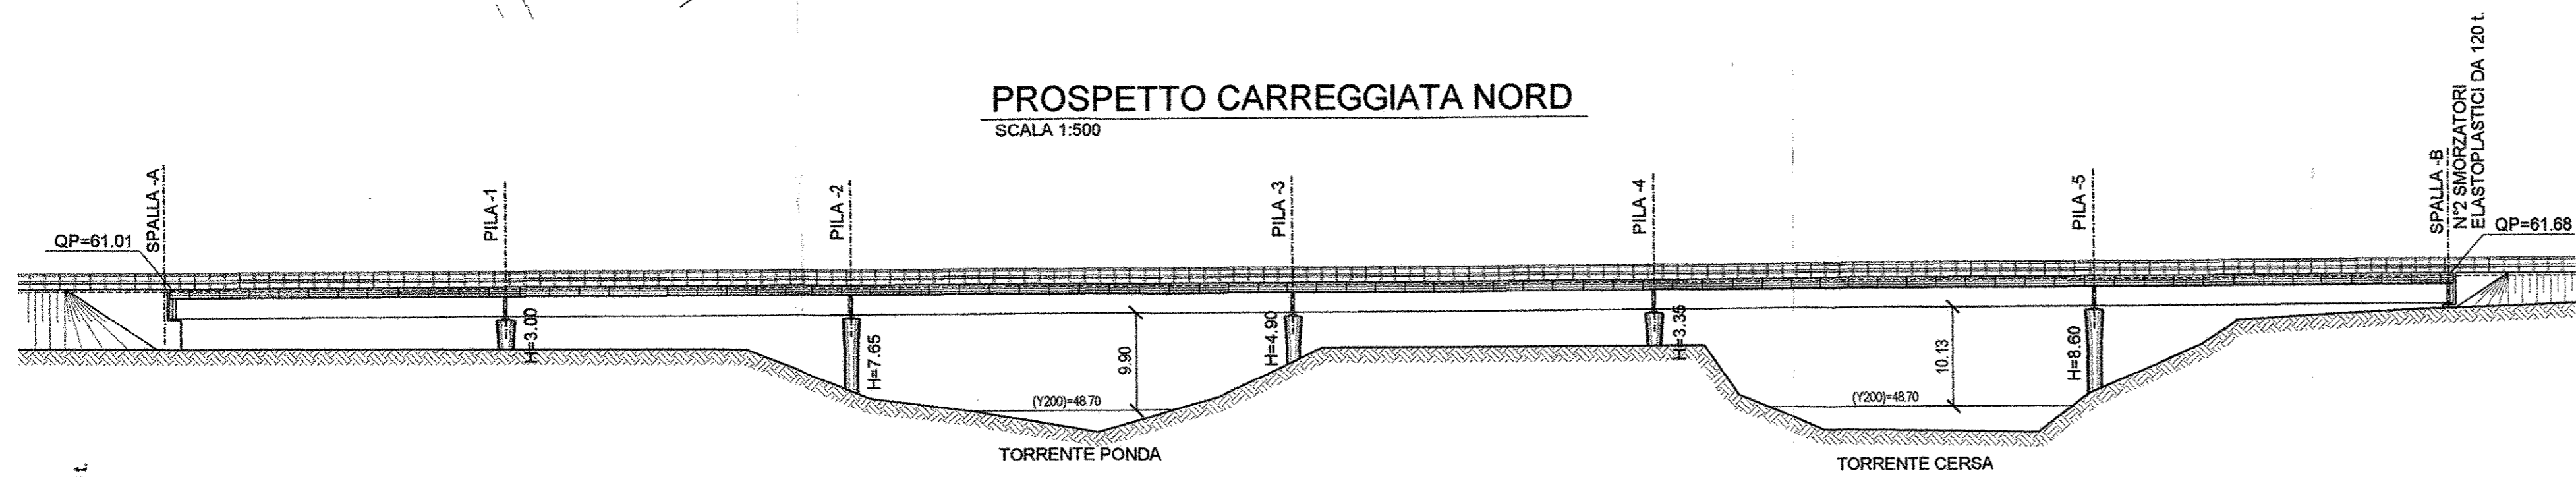 PROSPETTO CARREGGIATA NORD
SCALA 1:500
SPALLA -A
PILA -1
PILA -2
PILA -3
PILA -4
PILA -5
SPALLA -B
N°2 SMORZATORI
ELASTOPLASTICI DA 120 t.
QP=61.01
QP=61.68
H=3.00
H=7.65
H=4.90
H=3.35
H=8.60
9.90
10.13
(Y200)=48.70
(Y200)=48.70
TORRENTE PONDA
TORRENTE CERSA
t.